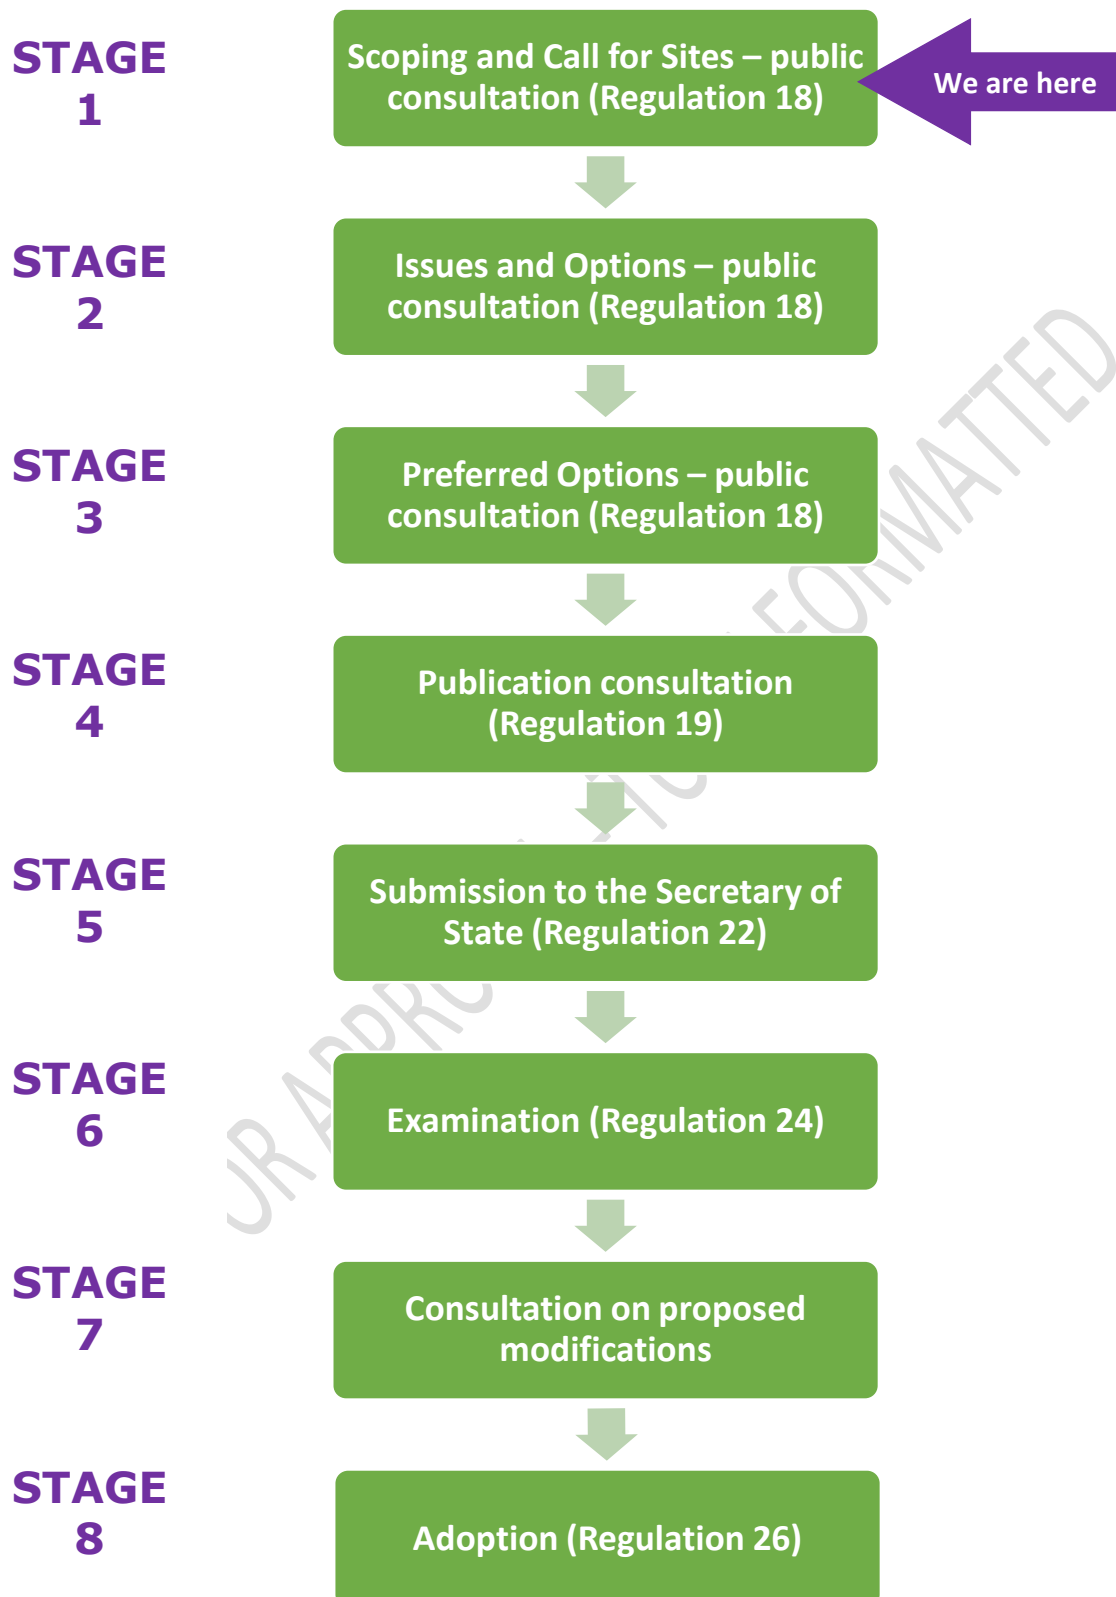 STAGE
1
Scoping and Call for Sites – public
consultation (Regulation 18)
We are here
STAGE
2
Issues and Options – public
consultation (Regulation 18)
STAGE
3
Preferred Options – public
consultation (Regulation 18)
STAGE
4
Publication consultation
(Regulation 19)
STAGE
5
Submission to the Secretary of
State (Regulation 22)
STAGE
6
Examination (Regulation 24)
STAGE
7
Consultation on proposed
modifications
STAGE
8
Adoption (Regulation 26)
FORMATTED